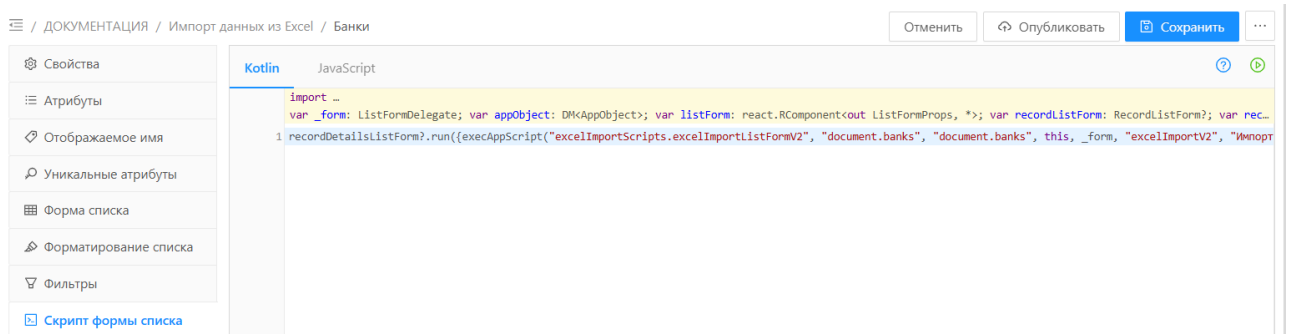 / ДОКУМЕНТАЦИЯ / Импорт данных из Excel / Банки
Отменить Опубликовать Сохранить ...
Свойства
Атрибуты
Отображаемое имя
Уникальные атрибуты
Форма списка
Форматирование списка
Фильтры
Скрипт формы списка
Kotlin JavaScript
import …
var _form: ListFormDelegate; var appObject: DM<AppObject>; var listForm: react.RComponent<out ListFormProps, *>; var recordListForm: RecordListForm?; var rec…
1 recordDetailsListForm?.run({execAppScript("excelImportScripts.excelImportListFormV2", "document.banks", "document.banks", this, _form, "excelImportV2", "Импорт